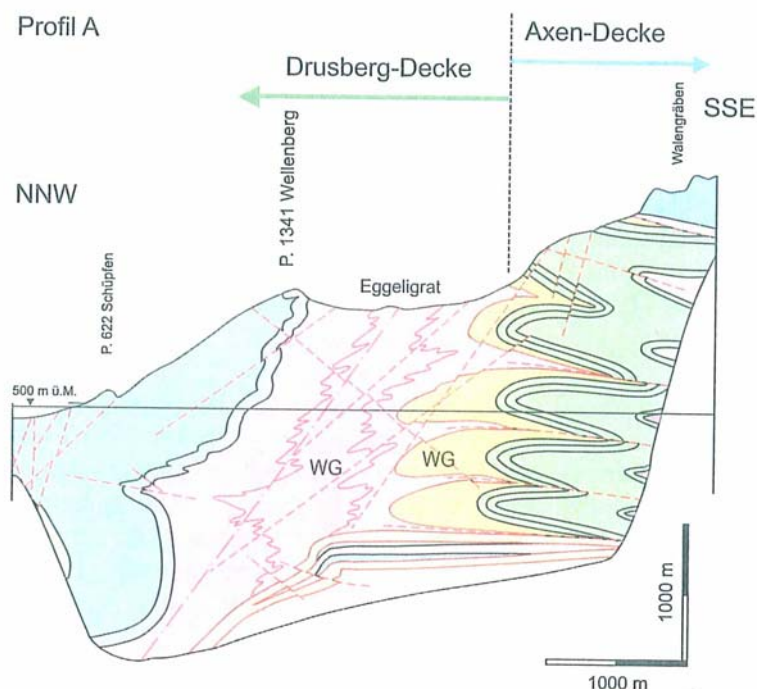 Profil A
Axen-Decke
Drusberg-Decke
Walengräben
SSE
P. 1341 Wellenberg
NNW
P. 622 Schüpfen
Eggeligrat
500 m ü.M.
WG
WG
1000 m
1000 m